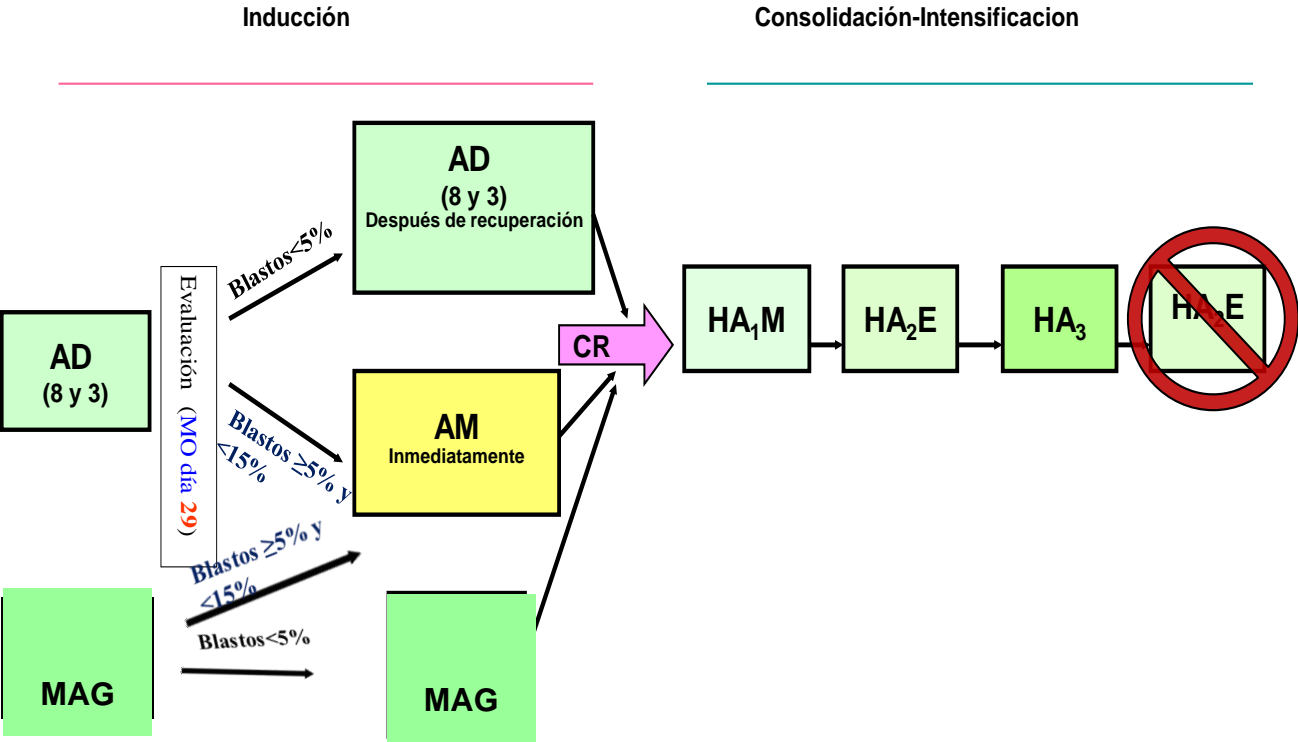 Inducción
Consolidación-Intensificacion
AD
(8 y 3)
Evaluación (MO día 29)
Blastos<5%
AD
(8 y 3)
Después de recuperación
Blastos ≥5% y
<15%
AM
Inmediatamente
CR
HA₁M
HA₂E
HA₃
HA₂E
MAG
Blastos ≥5% y
<15%
Blastos<5%
MAG